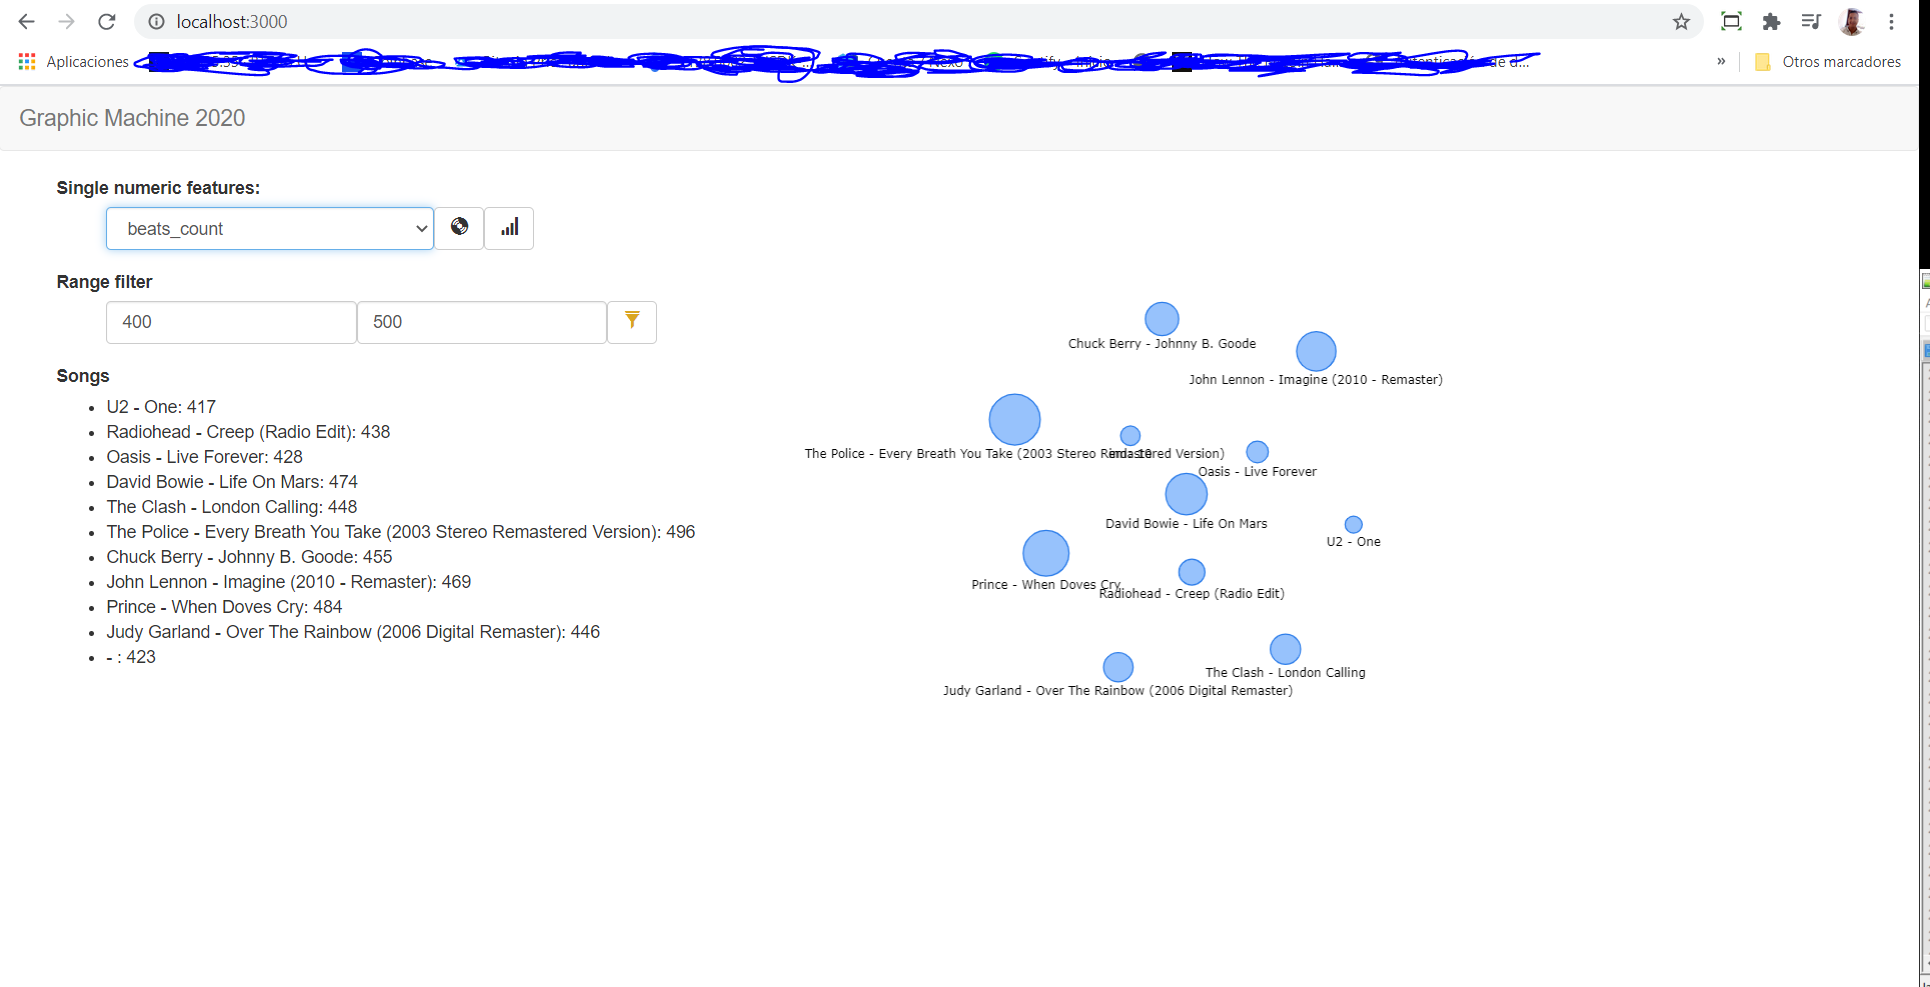 localhost:3000
Aplicaciones
Otros marcadores
Graphic Machine 2020
Single numeric features:
beats_count
Range filter
400 500
Songs
U2 - One: 417
Radiohead - Creep (Radio Edit): 438
Oasis - Live Forever: 428
David Bowie - Life On Mars: 474
The Clash - London Calling: 448
The Police - Every Breath You Take (2003 Stereo Remastered Version): 496
Chuck Berry - Johnny B. Goode: 455
John Lennon - Imagine (2010 - Remaster): 469
Prince - When Doves Cry: 484
Judy Garland - Over The Rainbow (2006 Digital Remaster): 446
- : 423
Chuck Berry - Johnny B. Goode
John Lennon - Imagine (2010 - Remaster)
The Police - Every Breath You Take (2003 Stereo Remastered Version)
Oasis - Live Forever
David Bowie - Life On Mars
U2 - One
Prince - When Doves Cry
Radiohead - Creep (Radio Edit)
The Clash - London Calling
Judy Garland - Over The Rainbow (2006 Digital Remaster)